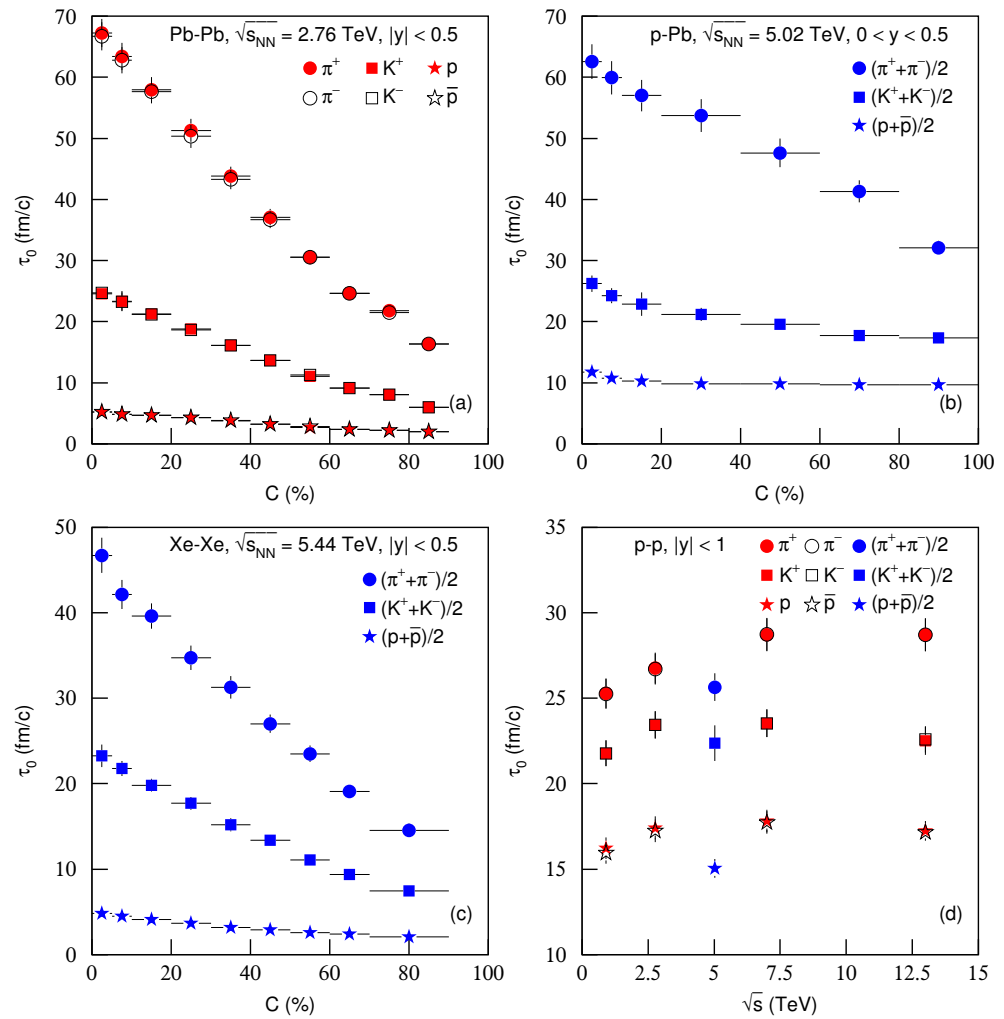 Pb-Pb, √s̅NN = 2.76 TeV, |y| < 0.5
π⁺ K⁺ p
π⁻ K⁻ p̅
70
60
50
40
30
20
10
0
τ₀ (fm/c)
(a)
0 20 40 60 80 100
C (%)
p-Pb, √s̅NN = 5.02 TeV, 0 < y < 0.5
(π⁺+π⁻)/2
(K⁺+K⁻)/2
(p+p̅)/2
70
60
50
40
30
20
10
0
τ₀ (fm/c)
(b)
0 20 40 60 80 100
C (%)
Xe-Xe, √s̅NN = 5.44 TeV, |y| < 0.5
(π⁺+π⁻)/2
(K⁺+K⁻)/2
(p+p̅)/2
50
40
30
20
10
0
τ₀ (fm/c)
(c)
0 20 40 60 80 100
C (%)
p-p, |y| < 1
π⁺ π⁻ (π⁺+π⁻)/2
K⁺ K⁻ (K⁺+K⁻)/2
p p̅ (p+p̅)/2
35
30
25
20
15
10
τ₀ (fm/c)
(d)
0 2.5 5 7.5 10 12.5 15
√s (TeV)